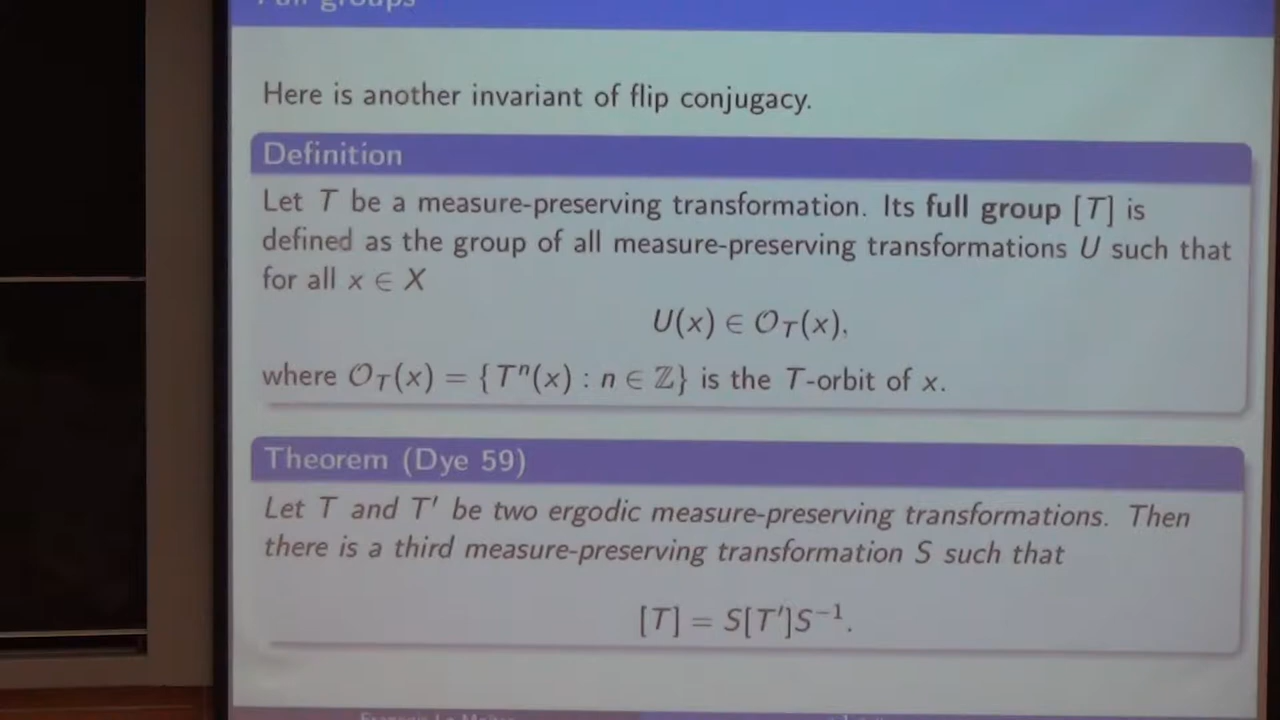 Full groups
Here is another invariant of flip conjugacy.
Definition
Let T be a measure-preserving transformation. Its full group [T] is
defined as the group of all measure-preserving transformations U such that
for all x ∈ X
U(x) ∈ 𝒪_T(x),
where 𝒪_T(x) = {Tⁿ(x) : n ∈ ℤ} is the T-orbit of x.
Theorem (Dye 59)
Let T and T′ be two ergodic measure-preserving transformations. Then
there is a third measure-preserving transformation S such that
[T] = S[T′]S⁻¹.